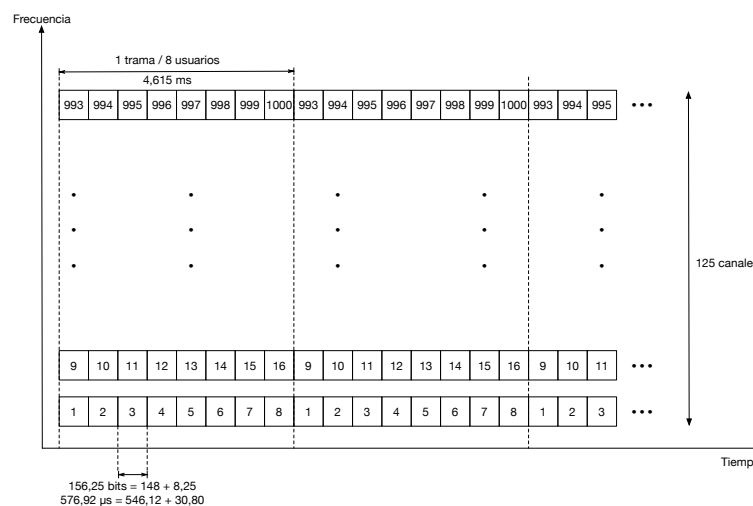 Frecuencia
1 trama / 8 usuarios
4,615 ms
993 994 995 996 997 998 999 1000 993 994 995 996 997 998 999 1000 993 994 995 •••
125 canale
9 10 11 12 13 14 15 16 9 10 11 12 13 14 15 16 9 10 11 •••
1 2 3 4 5 6 7 8 1 2 3 4 5 6 7 8 1 2 3 •••
Tiemp
156,25 bits = 148 + 8,25
576,92 µs = 546,12 + 30,80